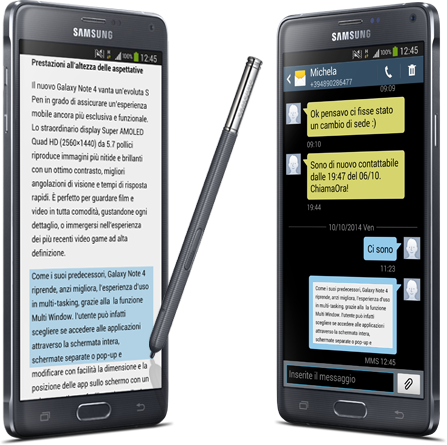 SAMSUNG
100% 12:45
Prestazioni all'altezza delle aspettative
Il nuovo Galaxy Note 4 vanta un'evoluta S
Pen in grado di assicurare un'esperienza
mobile ancora più esclusiva e funzionale.
Lo straordinario display Super AMOLED
Quad HD (2560×1440) da 5.7 pollici
riproduce immagini più nitide e brillanti
con un ottimo contrasto, migliori
angolazioni di visione e tempi di risposta
rapidi. È perfetto per guardare film e
video in tutta comodità, gustandone ogni
dettaglio, o immergersi nell'esperienza
dei più recenti video game ad alta
definizione.
Come i suoi predecessori, Galaxy Note 4
riprende, anzi migliora, l'esperienza d'uso
in multi-tasking, grazie alla la funzione
Multi Window. l'utente può infatti
scegliere se accedere alle applicazioni
attraverso la schermata intera,
schermate separate o pop-up e
modificare con facilità la dimensione e la
posizione delle app sullo schermo con un
SAMSUNG
100% 12:45
Michela
+394890286477
09:09
Ok pensavo ci fisse stato
un cambio di sede :)
09:10
Sono di nuovo contattabile
dalle 19:47 del 06/10.
ChiamaOra!
19:44
10/10/2014 Ven
Ci sono
11:23
Come i suoi predecessori, Galaxy Note 4
riprende, anzi migliora, l'esperienza d'uso
in multi-tasking, grazie alla la funzione
Multi Window. l'utente può infatti
scegliere se accedere alle applicazioni
attraverso la schermata intera,
schermate separate o pop-up e
MMS 12:45
Inserite il messaggio